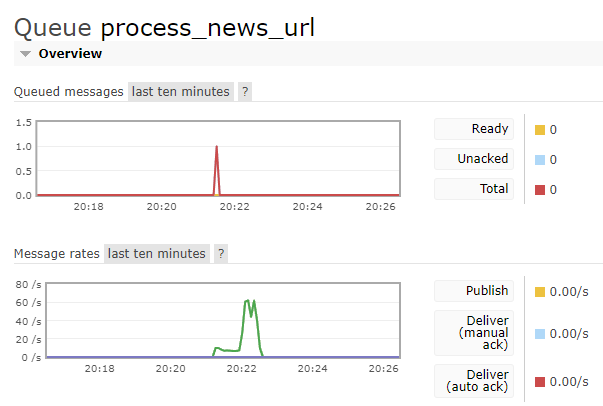 Queue process_news_url
Overview
Queued messages last ten minutes ?
1.5
1.0
0.5
0.0
20:18 20:20 20:22 20:24 20:26
Ready 0
Unacked 0
Total 0
Message rates last ten minutes ?
80 /s
60 /s
40 /s
20 /s
0 /s
20:18 20:20 20:22 20:24 20:26
Publish 0.00/s
Deliver
(manual 0.00/s
ack)
Deliver 0.00/s
(auto ack)